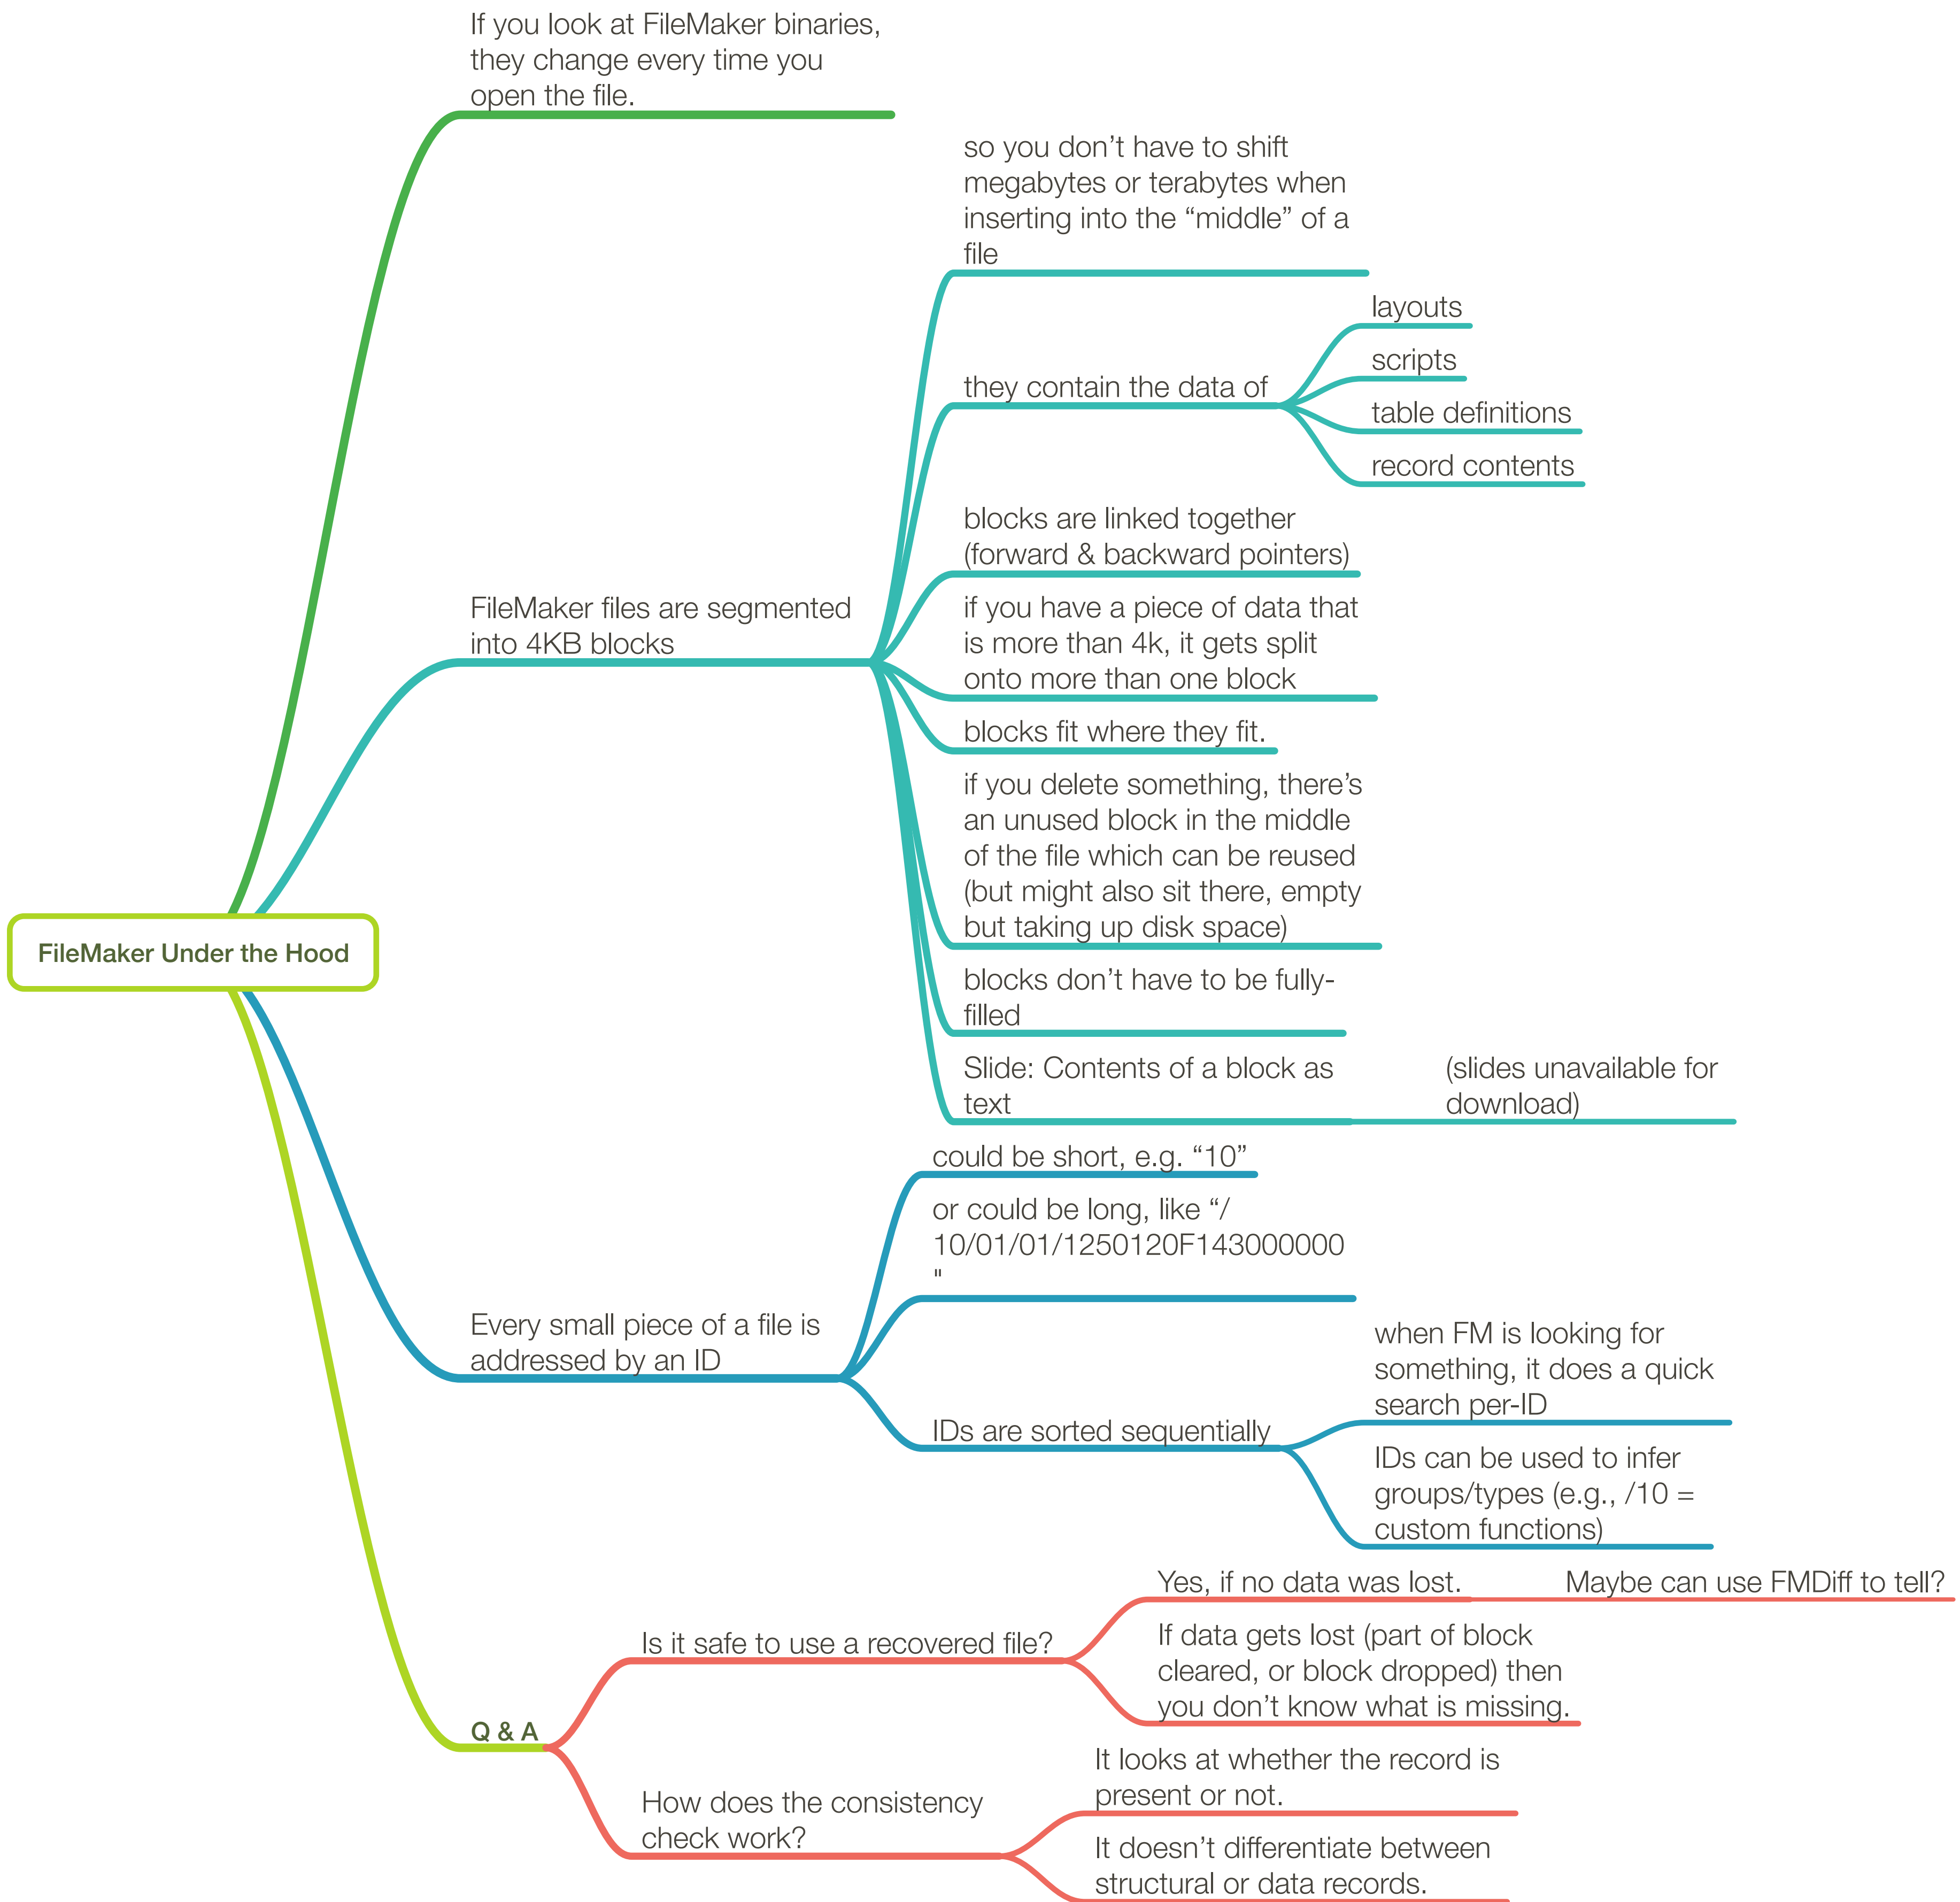 If you look at FileMaker binaries,
they change every time you
open the file.
so you don’t have to shift
megabytes or terabytes when
inserting into the “middle” of a
file
layouts
scripts
they contain the data of
table definitions
record contents
blocks are linked together
(forward & backward pointers)
FileMaker files are segmented
into 4KB blocks
if you have a piece of data that
is more than 4k, it gets split
onto more than one block
blocks fit where they fit.
if you delete something, there’s
an unused block in the middle
of the file which can be reused
(but might also sit there, empty
but taking up disk space)
FileMaker Under the Hood
blocks don’t have to be fully-
filled
Slide: Contents of a block as
text
(slides unavailable for
download)
could be short, e.g. “10”
or could be long, like “/
10/01/01/1250120F143000000
"
Every small piece of a file is
addressed by an ID
IDs are sorted sequentially
when FM is looking for
something, it does a quick
search per-ID
IDs can be used to infer
groups/types (e.g., /10 =
custom functions)
Q & A
Is it safe to use a recovered file?
Yes, if no data was lost.
Maybe can use FMDiff to tell?
If data gets lost (part of block
cleared, or block dropped) then
you don’t know what is missing.
How does the consistency
check work?
It looks at whether the record is
present or not.
It doesn’t differentiate between
structural or data records.